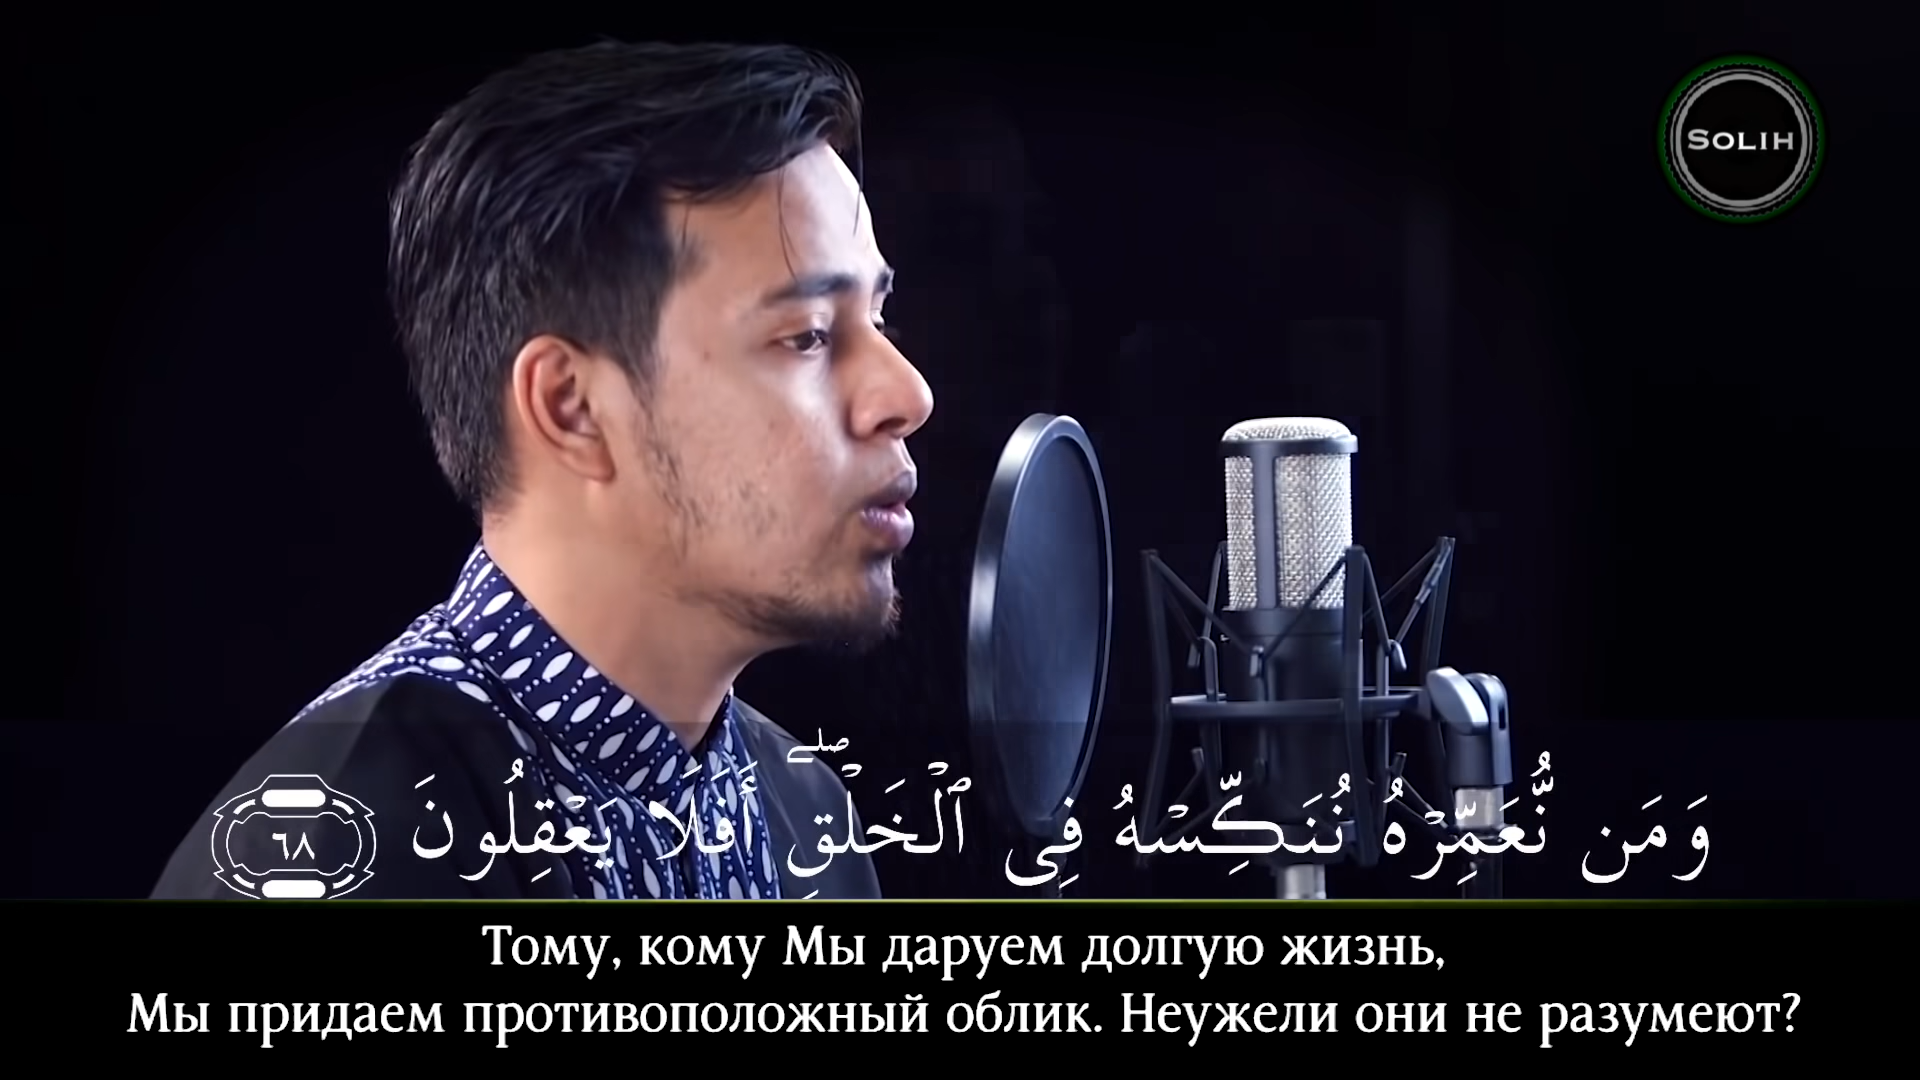 SOLIH
وَمَن نُّعَمِّرْهُ نُنَكِّسْهُ فِى ٱلْخَلْقِ ۖ أَفَلَا يَعْقِلُونَ ٦٨
Тому, кому Мы даруем долгую жизнь,
Мы придаем противоположный облик. Неужели они не разумеют?